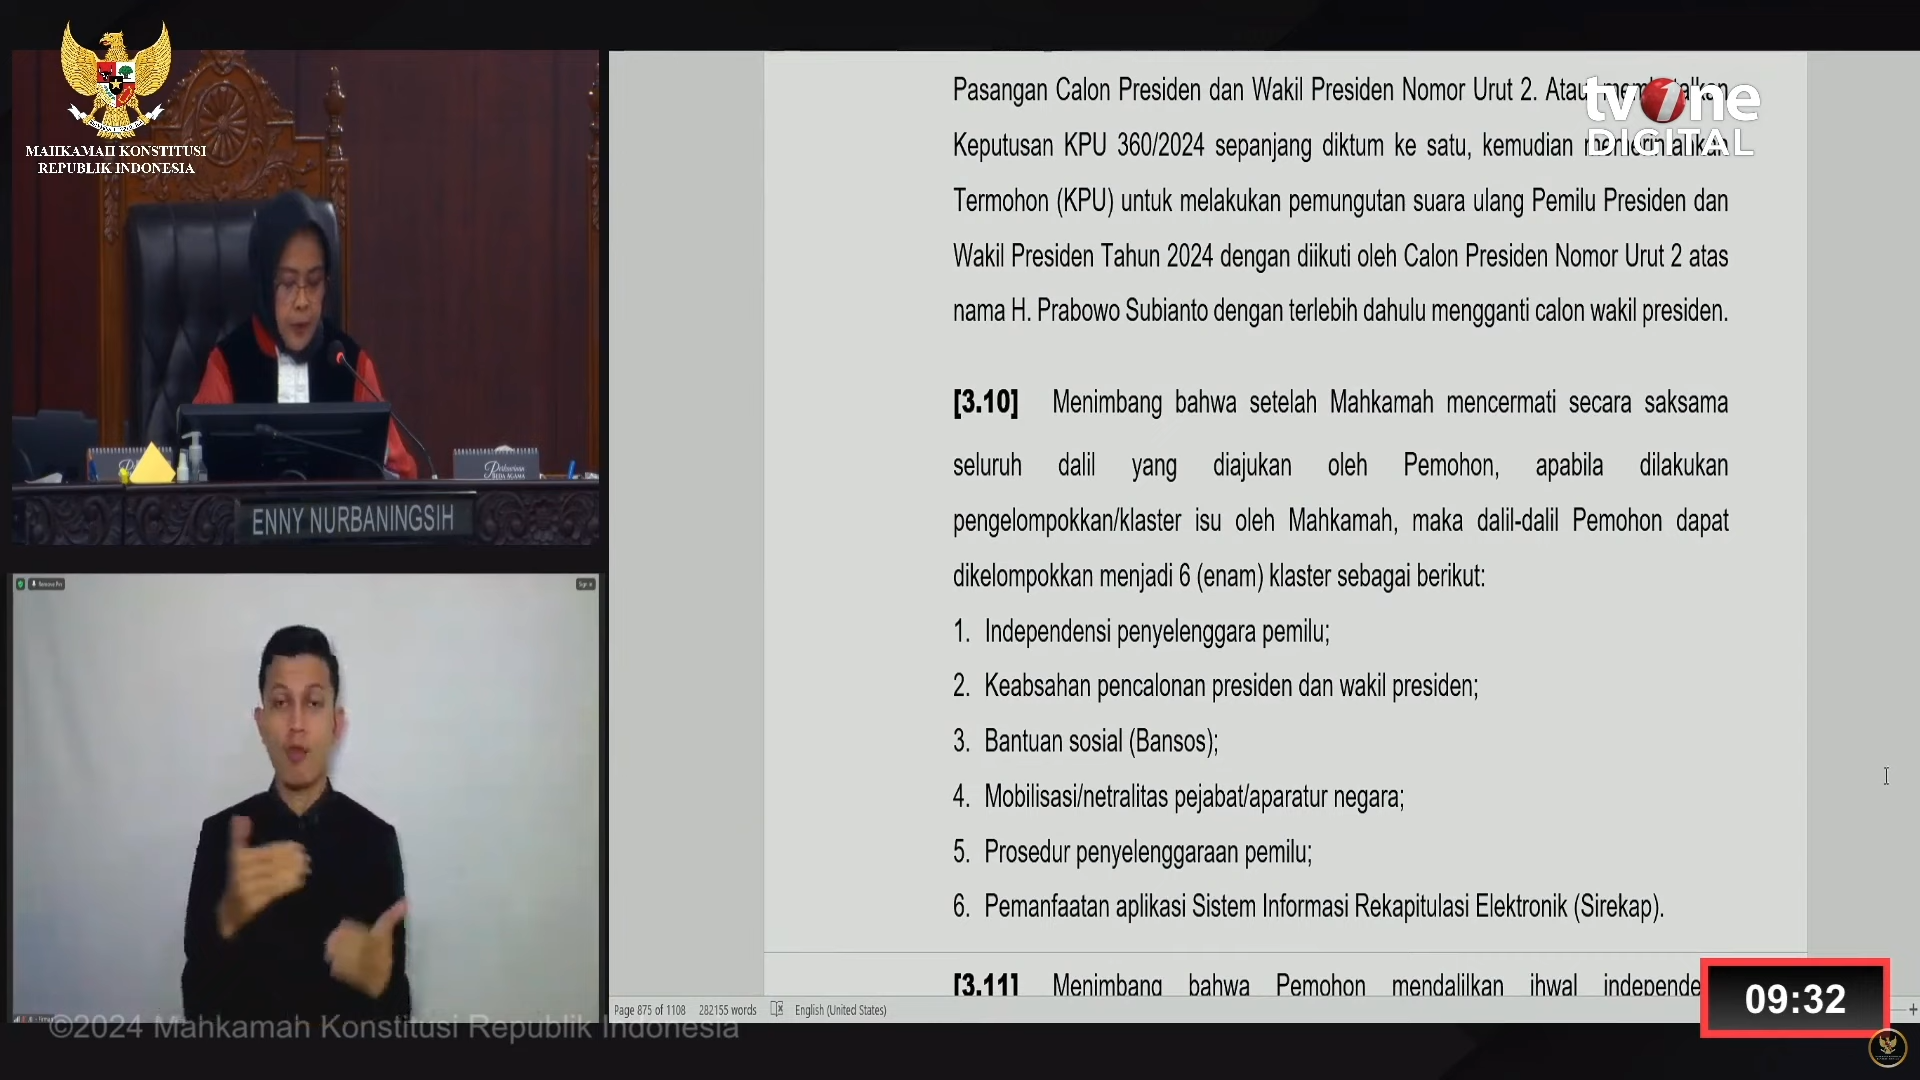 MAHKAMAH KONSTITUSI
REPUBLIK INDONESIA
ENNY NURBANINGSIH
tvOne
DIGITAL
Pasangan Calon Presiden dan Wakil Presiden Nomor Urut 2. Atau
Keputusan KPU 360/2024 sepanjang diktum ke satu, kemudian
Termohon (KPU) untuk melakukan pemungutan suara ulang Pemilu Presiden dan
Wakil Presiden Tahun 2024 dengan diikuti oleh Calon Presiden Nomor Urut 2 atas
nama H. Prabowo Subianto dengan terlebih dahulu mengganti calon wakil presiden.
[3.10] Menimbang bahwa setelah Mahkamah mencermati secara saksama
seluruh dalil yang diajukan oleh Pemohon, apabila dilakukan
pengelompokkan/klaster isu oleh Mahkamah, maka dalil-dalil Pemohon dapat
dikelompokkan menjadi 6 (enam) klaster sebagai berikut:
1. Independensi penyelenggara pemilu;
2. Keabsahan pencalonan presiden dan wakil presiden;
3. Bantuan sosial (Bansos);
4. Mobilisasi/netralitas pejabat/aparatur negara;
5. Prosedur penyelenggaraan pemilu;
6. Pemanfaatan aplikasi Sistem Informasi Rekapitulasi Elektronik (Sirekap).
[3.11] Menimbang bahwa Pemohon mendalilkan ihwal
Page 875 of 1108 282155 words English (United States)
09:32
©2024 Mahkamah Konstitusi Republik Indonesia